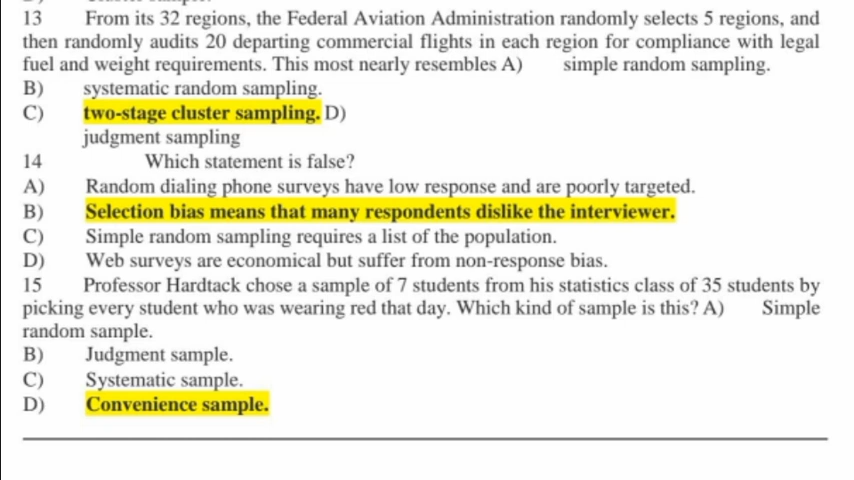 13 From its 32 regions, the Federal Aviation Administration randomly selects 5 regions, and
then randomly audits 20 departing commercial flights in each region for compliance with legal
fuel and weight requirements. This most nearly resembles A) simple random sampling.
B) systematic random sampling.
C) two-stage cluster sampling. D)
judgment sampling
14 Which statement is false?
A) Random dialing phone surveys have low response and are poorly targeted.
B) Selection bias means that many respondents dislike the interviewer.
C) Simple random sampling requires a list of the population.
D) Web surveys are economical but suffer from non-response bias.
15 Professor Hardtack chose a sample of 7 students from his statistics class of 35 students by
picking every student who was wearing red that day. Which kind of sample is this? A) Simple
random sample.
B) Judgment sample.
C) Systematic sample.
D) Convenience sample.